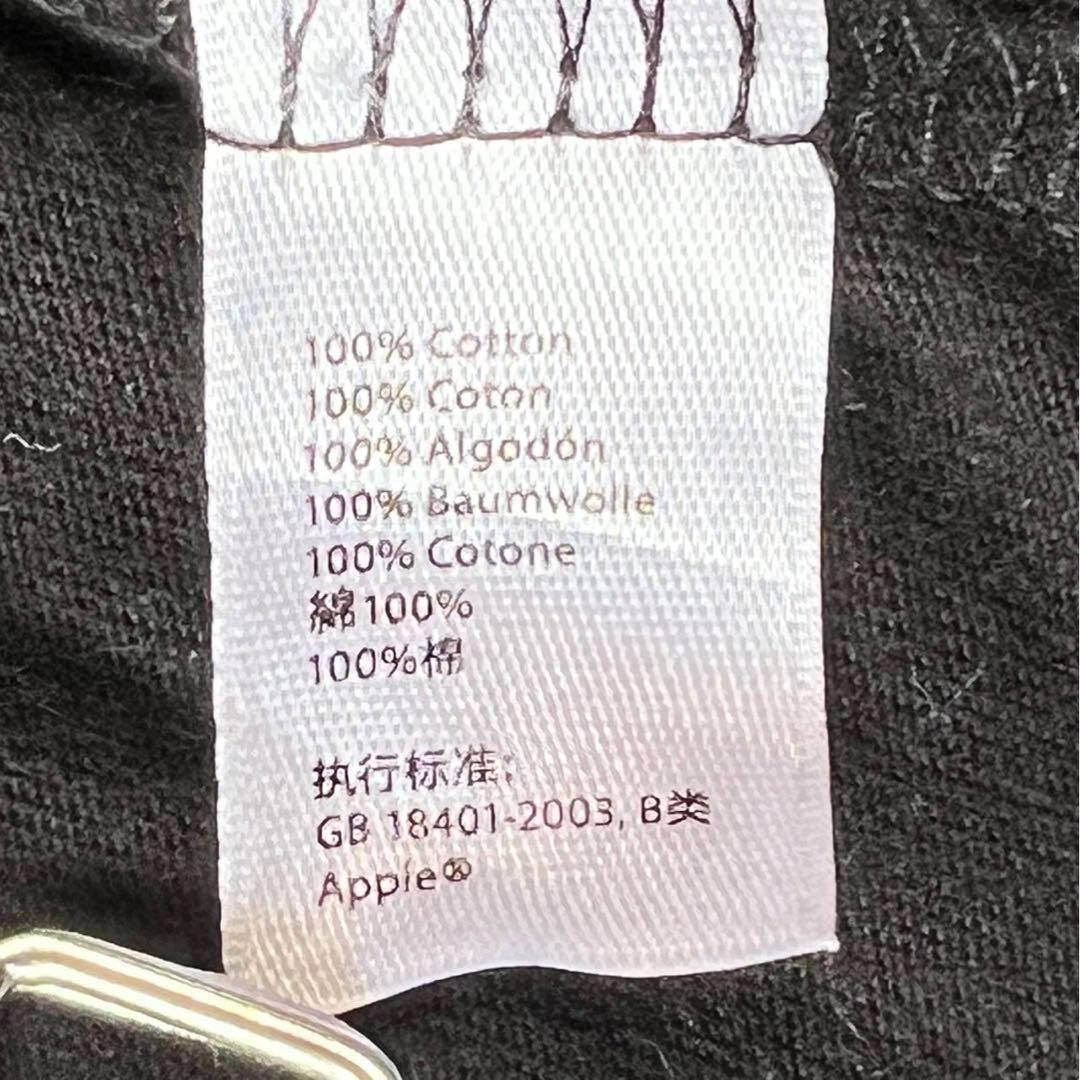 100% Cotton
100% Coton
100% Algodón
100% Baumwolle
100% Cotone
綿100%
100%棉
执行标准:
GB 18401-2003, B类
Apple®